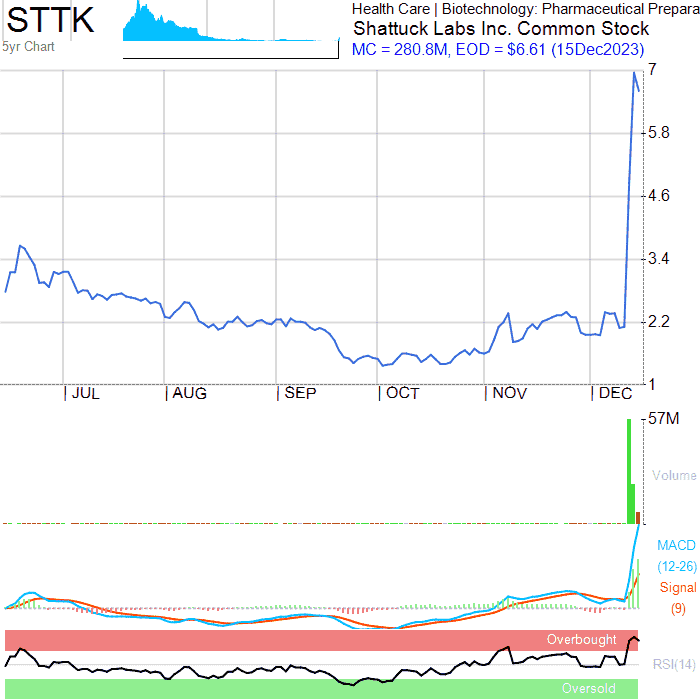 STTK
5yr Chart
Health Care | Biotechnology: Pharmaceutical Prepara
Shattuck Labs Inc. Common Stock
MC = 280.8M, EOD = $6.61 (15Dec2023)
7
5.8
4.6
3.4
2.2
1
| JUL | AUG | SEP | OCT | NOV | DEC
57M
Volume
MACD
(12-26)
Signal
(9)
Overbought
RSI(14)
Oversold